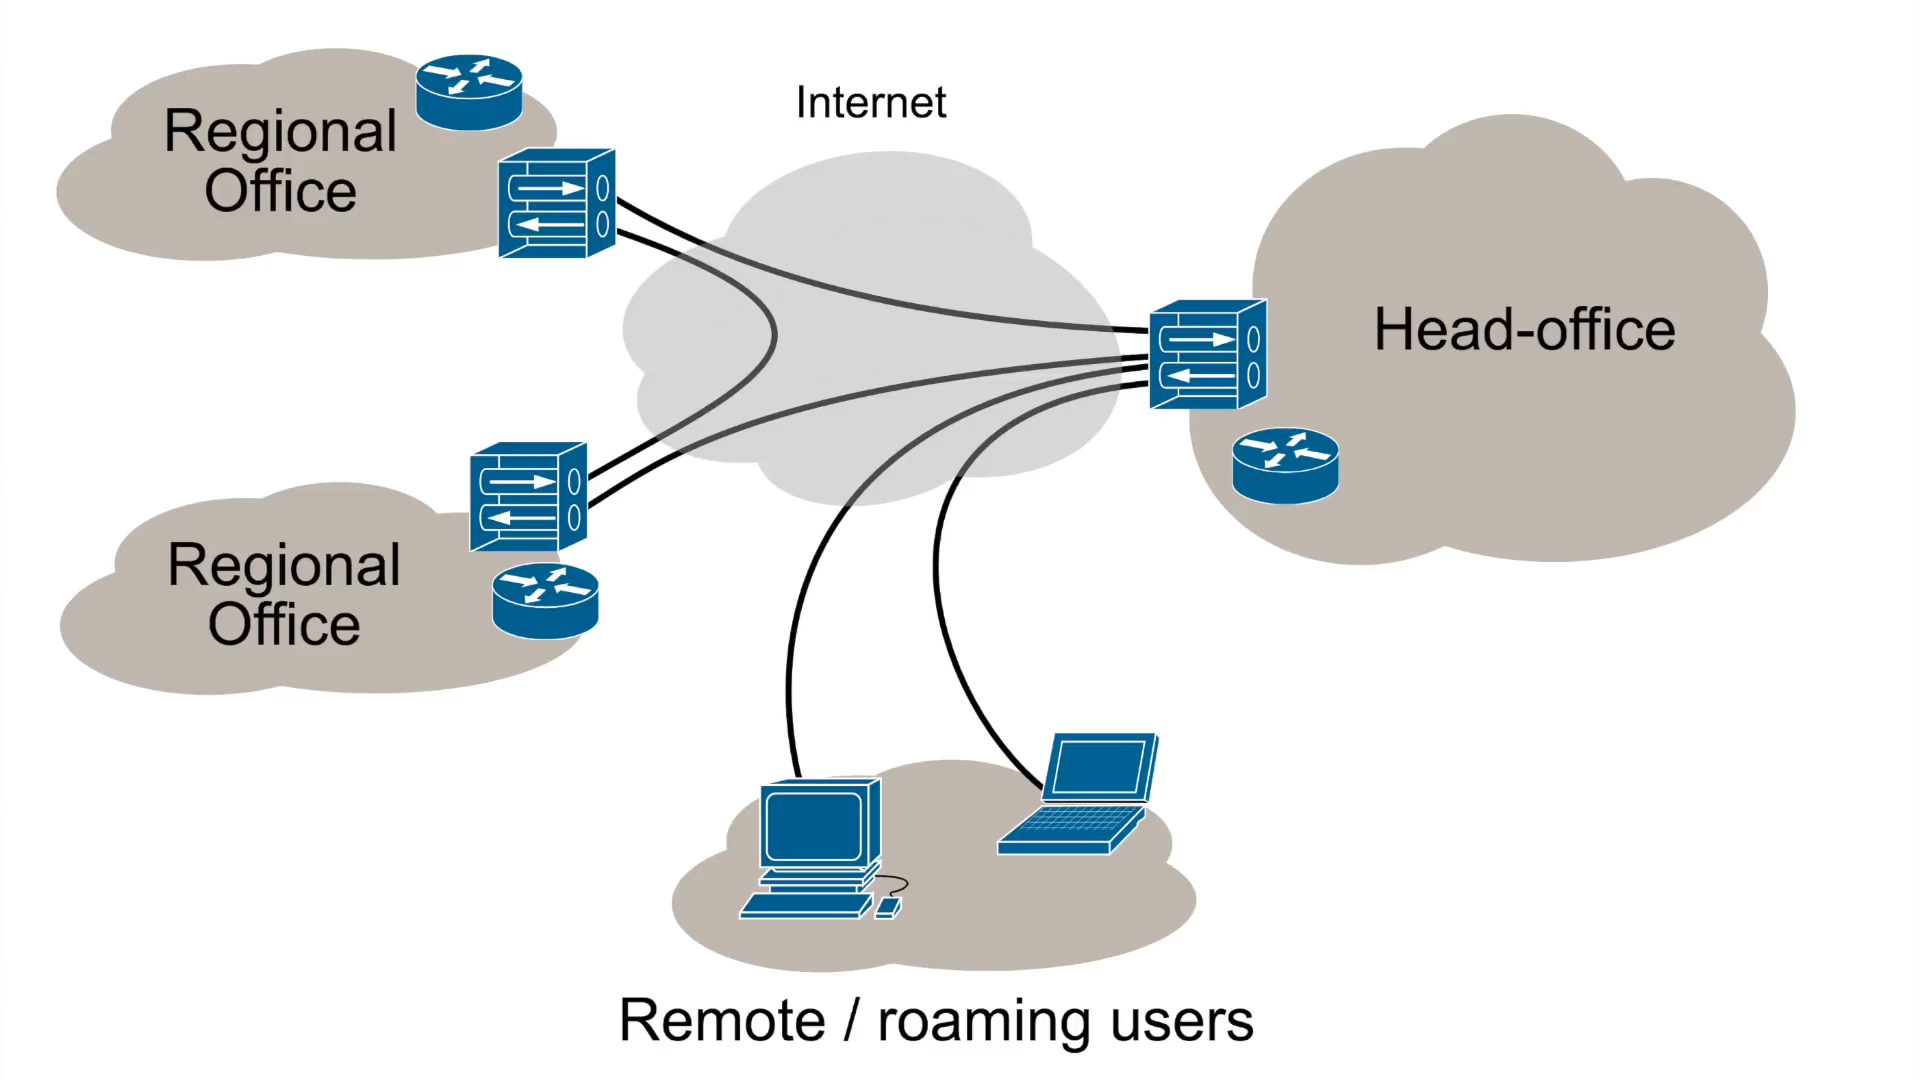 Internet
Regional
Office
Head-office
Regional
Office
Remote / roaming users